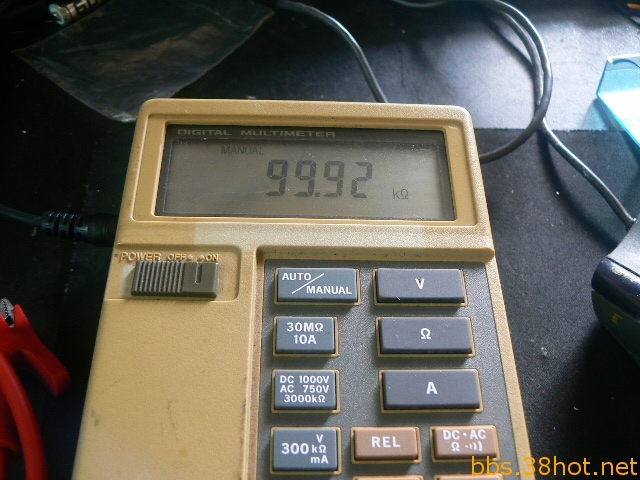 DIGITAL MULTIMETER
MANUAL
99.92 kΩ
POWER OFF ON
AUTO/MANUAL
V
30MΩ
10A
Ω
DC 1000V
AC 750V
3000kΩ
A
300 V kΩ mA
REL
DC·AC
Ω·)))
bbs.38hot.net